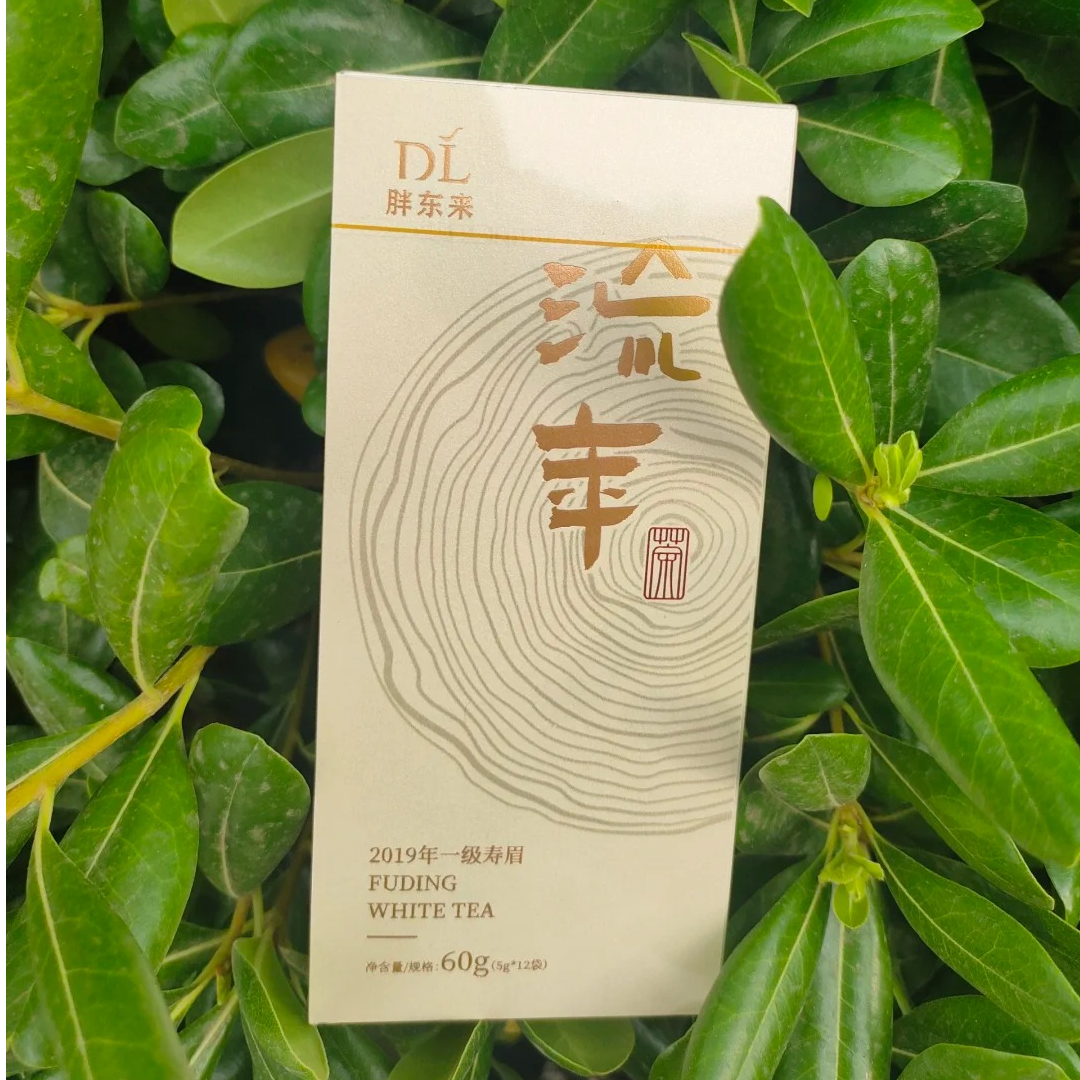 DL
胖东来
流年
茶
2019年一级寿眉
FUDING
WHITE TEA
净含量/规格:60g(5g*12袋)